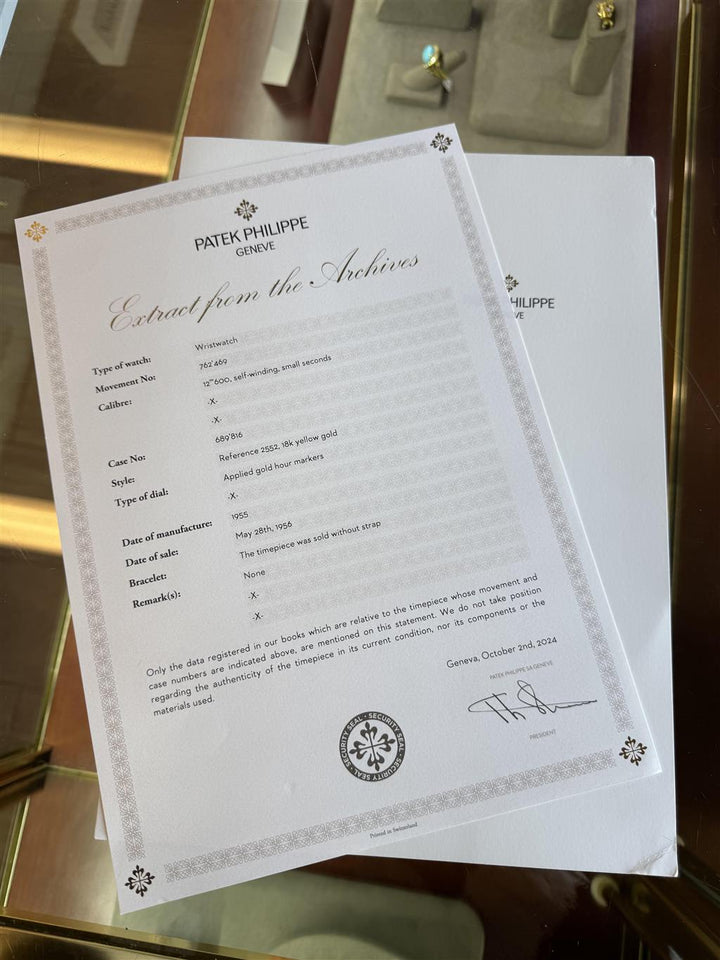 PATEK PHILIPPE
GENEVE
Extract from the Archives
Type of watch: Wristwatch
Movement No: 762'469
Calibre: 12'''600, self-winding, small seconds
-X-
-X-
Case No: 689'816
Style: Reference 2552, 18k yellow gold
Type of dial: Applied gold hour markers
-X-
Date of manufacture: 1955
Date of sale: May 28th, 1956
Bracelet: The timepiece was sold without strap
Remark(s): None
-X-
-X-
Only the data registered in our books which are relative to the timepiece whose movement and
case numbers are indicated above, are mentioned on this statement. We do not take position
regarding the authenticity of the timepiece in its current condition, nor its components or the
materials used.
Geneva, October 2nd, 2024
PATEK PHILIPPE SA GENEVE
PRESIDENT
SECURITY SEAL · SECURITY SEAL · SECURITY SEAL ·
Printed in Switzerland
HILIPPE
VE